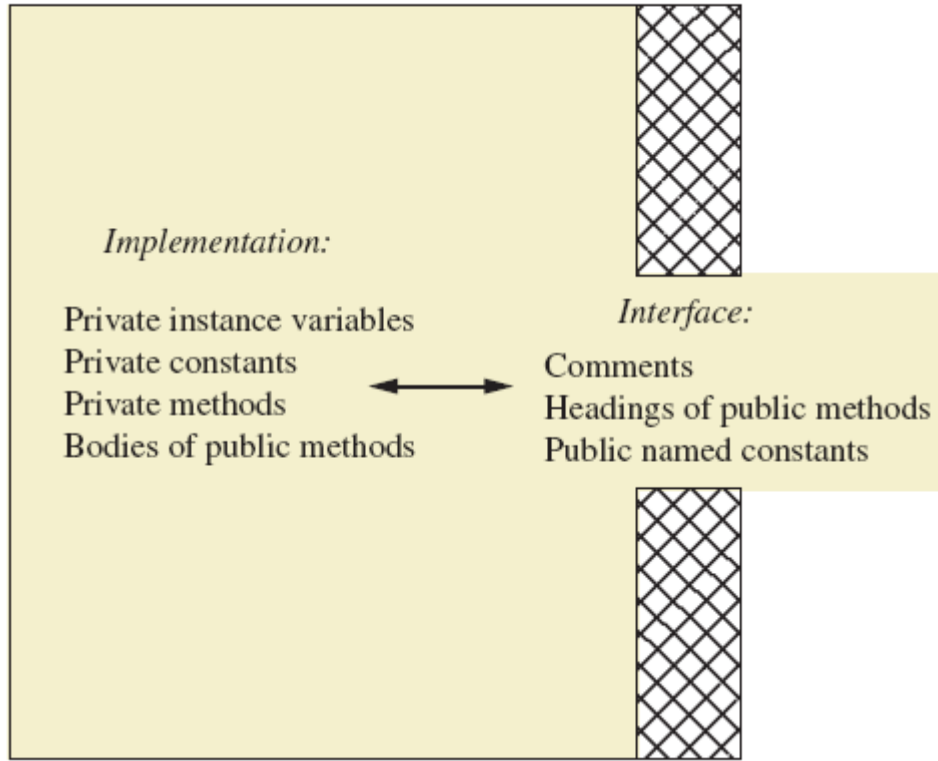 Implementation:
Private instance variables
Private constants
Private methods
Bodies of public methods
Interface:
Comments
Headings of public methods
Public named constants